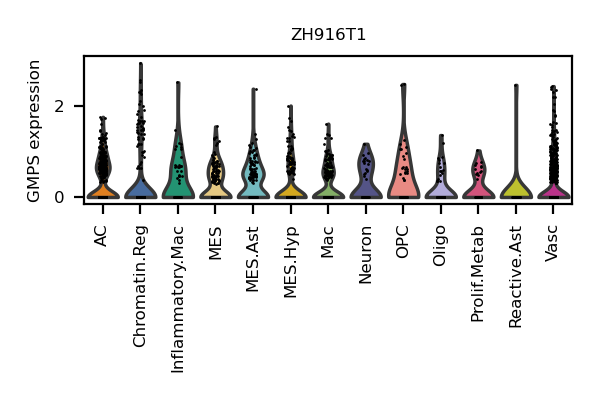 ZH916T1
GMPS expression
2
0
AC
Chromatin.Reg
Inflammatory.Mac
MES
MES.Ast
MES.Hyp
Mac
Neuron
OPC
Oligo
Prolif.Metab
Reactive.Ast
Vasc